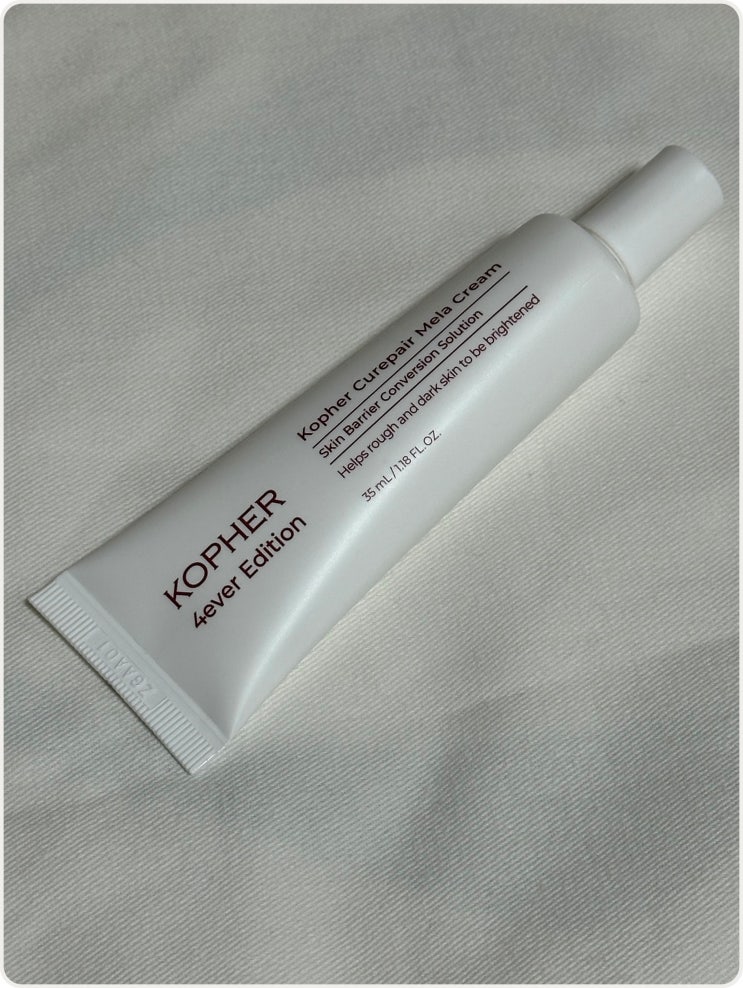 KOPHER
4ever Edition
Kopher Curepair Mela Cream
Skin Barrier Conversion Solution
Helps rough and dark skin to be brightened
35 mL / 1.18 FL. OZ.